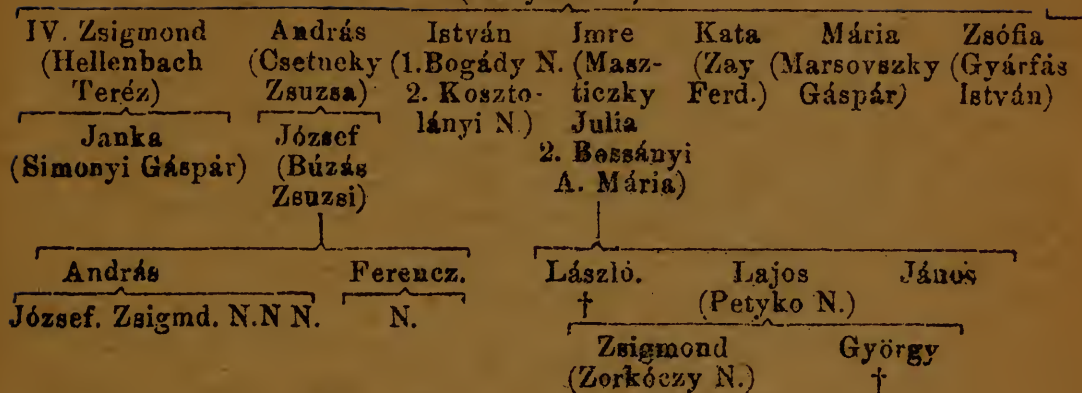 IV. Zsigmond András István Imre Kata Mária Zsófia
(Hellenbach (Csetneky (1.Bogády N. (Masz- (Zay (Marsovszky (Gyárfás
Teréz) Zsuzsa) 2. Koszto- ticzky Ferd.) Gáspár) István)
Janka József lányi N.) Julia
(Simonyi Gáspár) (Búzás 2. Bessányi
Zsuzsi) A. Mária)
András Ferencz. László. Lajos János
József. Zsigmd. N.N N. N. † (Petyko N.)
Zsigmond György
(Zorkóczy N.) †